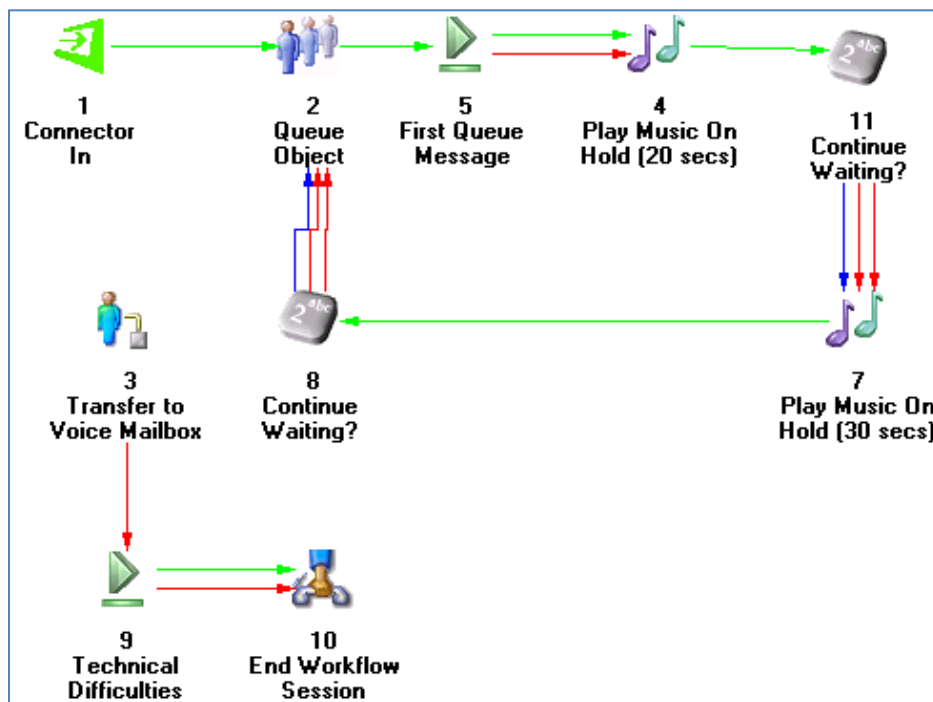 1
Connector
In
2
Queue
Object
5
First Queue
Message
4
Play Music On
Hold (20 secs)
2abc
11
Continue
Waiting?
3
Transfer to
Voice Mailbox
2abc
8
Continue
Waiting?
7
Play Music On
Hold (30 secs)
9
Technical
Difficulties
10
End Workflow
Session